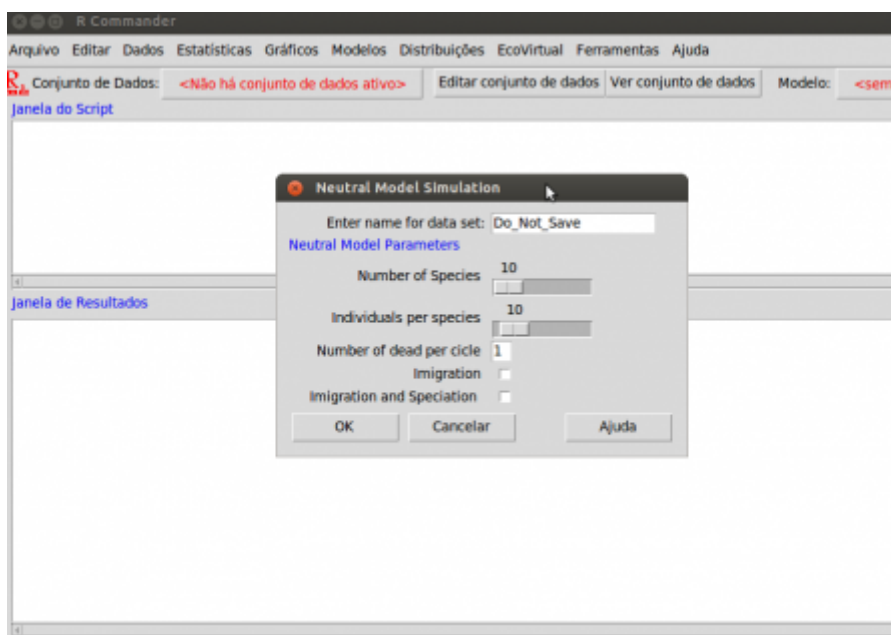 R Commander
Arquivo Editar Dados Estatísticas Gráficos Modelos Distribuições EcoVirtual Ferramentas Ajuda
Conjunto de Dados: <Não há conjunto de dados ativo> Editar conjunto de dados Ver conjunto de dados Modelo: <sem
Janela do Script
Neutral Model Simulation
Enter name for data set: Do_Not_Save
Neutral Model Parameters
10
Number of Species
10
Individuals per species
Number of dead per cicle 1
Imigration
Imigration and Speciation
OK Cancelar Ajuda
Janela de Resultados